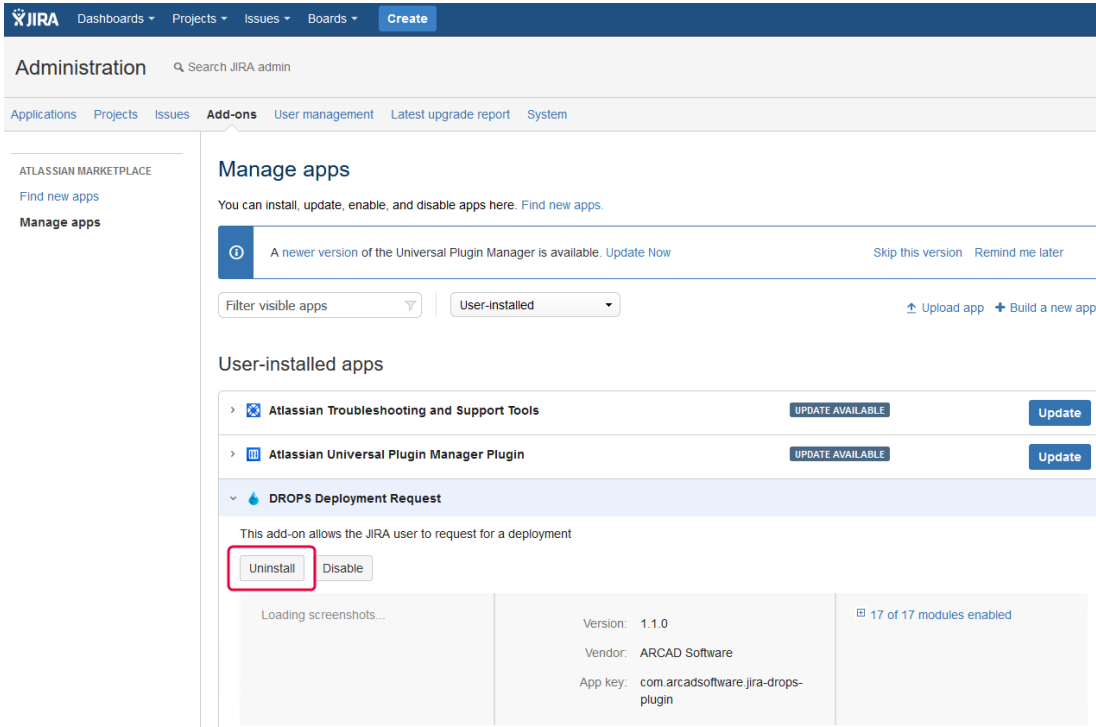 JIRA Dashboards Projects Issues Boards Create
Administration Search JIRA admin
Applications Projects Issues Add-ons User management Latest upgrade report System
ATLASSIAN MARKETPLACE
Find new apps
Manage apps
Manage apps
You can install, update, enable, and disable apps here. Find new apps.
A newer version of the Universal Plugin Manager is available. Update Now Skip this version Remind me later
Filter visible apps User-installed Upload app Build a new app
User-installed apps
Atlassian Troubleshooting and Support Tools UPDATE AVAILABLE Update
Atlassian Universal Plugin Manager Plugin UPDATE AVAILABLE Update
DROPS Deployment Request
This add-on allows the JIRA user to request for a deployment
Uninstall Disable
Loading screenshots...
Version: 1.1.0
Vendor: ARCAD Software
App key: com.arcadsoftware.jira-drops-
plugin
17 of 17 modules enabled